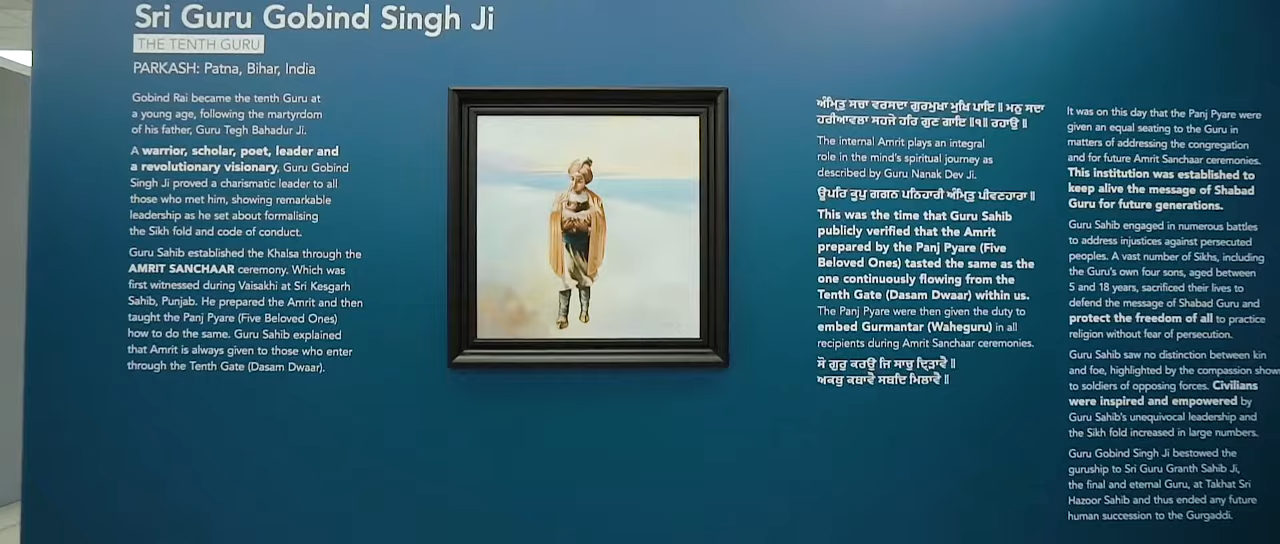 Sri Guru Gobind Singh Ji
THE TENTH GURU
PARKASH: Patna, Bihar, India
Gobind Rai became the tenth Guru at
a young age, following the martyrdom
of his father, Guru Tegh Bahadur Ji.
A warrior, scholar, poet, leader and
a revolutionary visionary, Guru Gobind
Singh Ji proved a charismatic leader to all
those who met him, showing remarkable
leadership as he set about formalising
the Sikh fold and code of conduct.
Guru Sahib established the Khalsa through the
AMRIT SANCHAAR ceremony. Which was
first witnessed during Vaisakhi at Sri Kesgarh
Sahib, Punjab. He prepared the Amrit and then
taught the Panj Pyare (Five Beloved Ones)
how to do the same. Guru Sahib explained
that Amrit is always given to those who enter
through the Tenth Gate (Dasam Dwaar).
ਅੰਮ੍ਰਿਤੁ ਸਚਾ ਵਰਸਦਾ ਗੁਰਮੁਖਾ ਮੁਖਿ ਪਾਇ ॥ ਮਨੁ ਸਦਾ
ਹਰੀਆਵਲਾ ਸਹਜੇ ਹਰਿ ਗੁਣ ਗਾਇ ॥੧॥ ਰਹਾਉ ॥
The internal Amrit plays an integral
role in the mind's spiritual journey as
described by Guru Nanak Dev Ji.
ਊਪਰਿ ਕੂਪੁ ਗਗਨ ਪਨਿਹਾਰੀ ਅੰਮ੍ਰਿਤੁ ਪੀਵਣਹਾਰਾ ॥
This was the time that Guru Sahib
publicly verified that the Amrit
prepared by the Panj Pyare (Five
Beloved Ones) tasted the same as the
one continuously flowing from the
Tenth Gate (Dasam Dwaar) within us.
The Panj Pyare were then given the duty to
embed Gurmantar (Waheguru) in all
recipients during Amrit Sanchaar ceremonies.
ਸੋ ਗੁਰੁ ਕਰਉ ਜਿ ਸਾਚੁ ਦ੍ਰਿੜਾਵੈ ॥
ਅਕਥੁ ਕਥਾਵੈ ਸਬਦਿ ਮਿਲਾਵੈ ॥
It was on this day that the Panj Pyare were
given an equal seating to the Guru in
matters of addressing the congregation
and for future Amrit Sanchaar ceremonies.
This institution was established to
keep alive the message of Shabad
Guru for future generations.
Guru Sahib engaged in numerous battles
to address injustices against persecuted
peoples. A vast number of Sikhs, including
the Guru's own four sons, aged between
5 and 18 years, sacrificed their lives to
defend the message of Shabad Guru and
protect the freedom of all to practice
religion without fear of persecution.
Guru Sahib saw no distinction between kin
and foe, highlighted by the compassion show
to soldiers of opposing forces. Civilians
were inspired and empowered by
Guru Sahib's unequivocal leadership and
the Sikh fold increased in large numbers.
Guru Gobind Singh Ji bestowed the
guruship to Sri Guru Granth Sahib Ji,
the final and eternal Guru, at Takhat Sri
Hazoor Sahib and thus ended any future
human succession to the Gurgaddi.